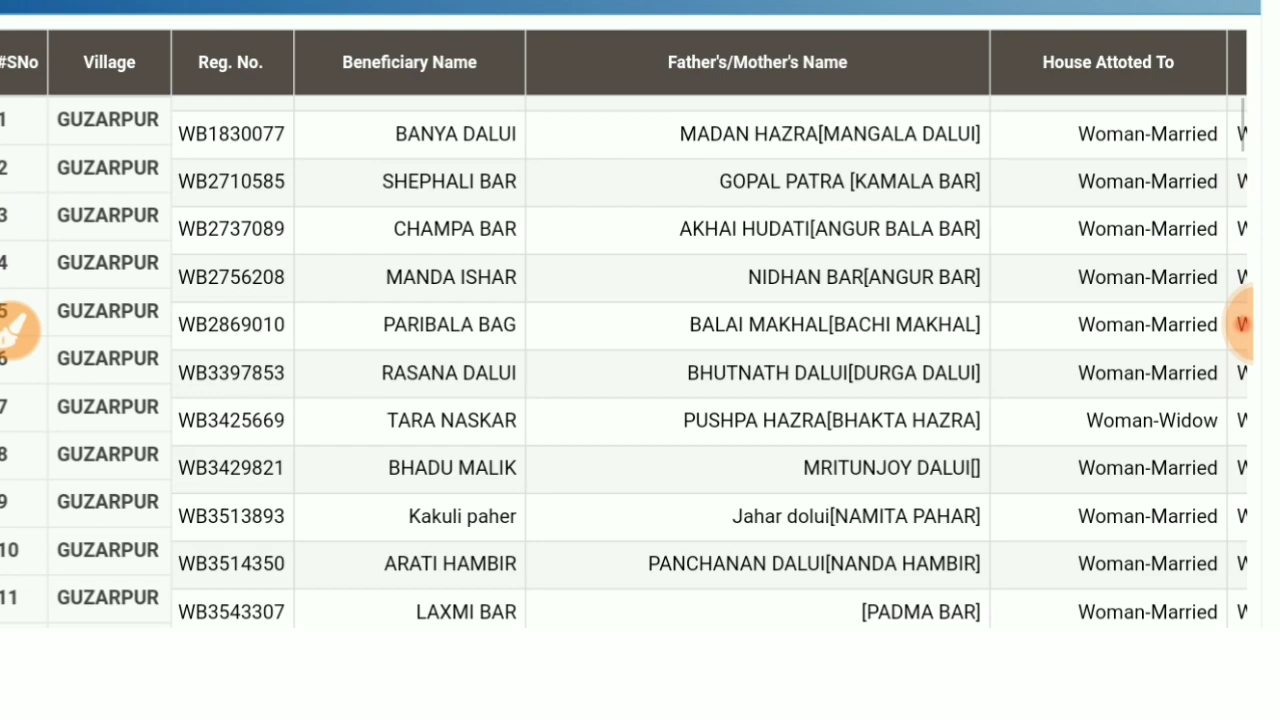 #SNo Village Reg. No. Beneficiary Name Father's/Mother's Name House Attoted To
1 GUZARPUR WB1830077 BANYA DALUI MADAN HAZRA[MANGALA DALUI] Woman-Married
2 GUZARPUR WB2710585 SHEPHALI BAR GOPAL PATRA [KAMALA BAR] Woman-Married
3 GUZARPUR WB2737089 CHAMPA BAR AKHAI HUDATI[ANGUR BALA BAR] Woman-Married
4 GUZARPUR WB2756208 MANDA ISHAR NIDHAN BAR[ANGUR BAR] Woman-Married
5 GUZARPUR WB2869010 PARIBALA BAG BALAI MAKHAL[BACHI MAKHAL] Woman-Married
6 GUZARPUR WB3397853 RASANA DALUI BHUTNATH DALUI[DURGA DALUI] Woman-Married
7 GUZARPUR WB3425669 TARA NASKAR PUSHPA HAZRA[BHAKTA HAZRA] Woman-Widow
8 GUZARPUR WB3429821 BHADU MALIK MRITUNJOY DALUI[] Woman-Married
9 GUZARPUR WB3513893 Kakuli paher Jahar dolui[NAMITA PAHAR] Woman-Married
10 GUZARPUR WB3514350 ARATI HAMBIR PANCHANAN DALUI[NANDA HAMBIR] Woman-Married
11 GUZARPUR WB3543307 LAXMI BAR [PADMA BAR] Woman-Married